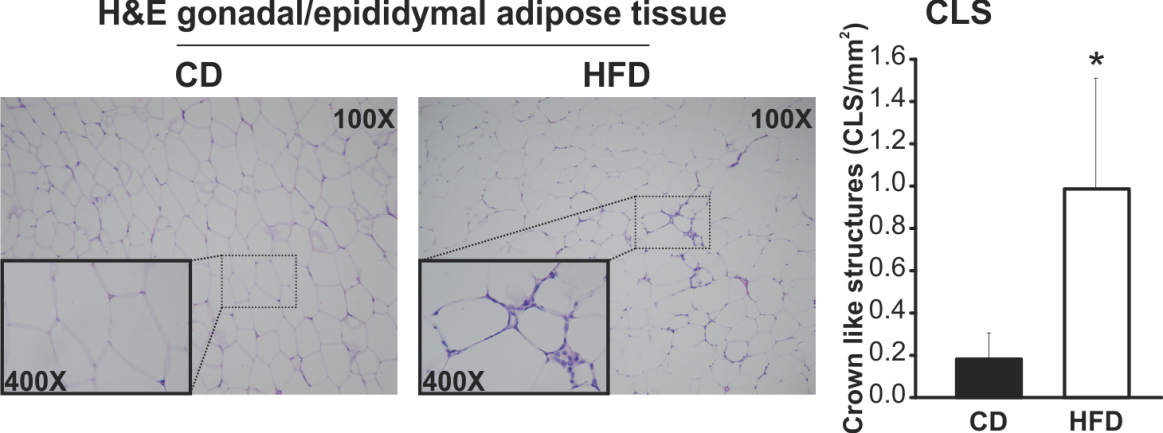 H&E gonadal/epididymal adipose tissue
CD
HFD
100X
100X
400X
400X
CLS
Crown like structures (CLS/mm²)
1.6
1.4
1.2
1.0
0.8
0.6
0.4
0.2
0.0
*
CD
HFD